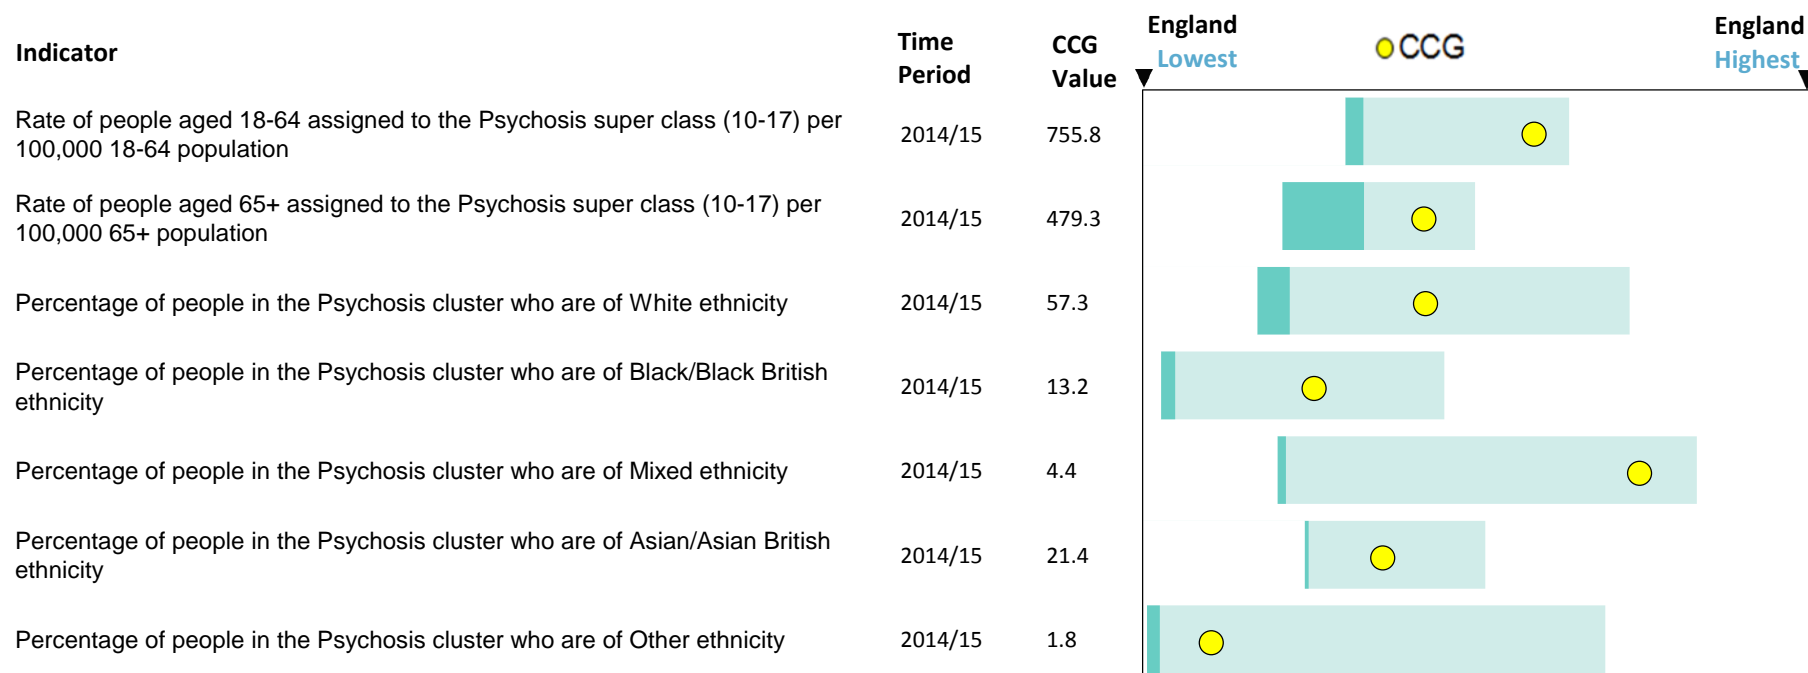 Indicator
Time
Period
CCG
Value
England
Lowest
CCG
England
Highest
Rate of people aged 18-64 assigned to the Psychosis super class (10-17) per
100,000 18-64 population
2014/15
755.8
Rate of people aged 65+ assigned to the Psychosis super class (10-17) per
100,000 65+ population
2014/15
479.3
Percentage of people in the Psychosis cluster who are of White ethnicity
2014/15
57.3
Percentage of people in the Psychosis cluster who are of Black/Black British
ethnicity
2014/15
13.2
Percentage of people in the Psychosis cluster who are of Mixed ethnicity
2014/15
4.4
Percentage of people in the Psychosis cluster who are of Asian/Asian British
ethnicity
2014/15
21.4
Percentage of people in the Psychosis cluster who are of Other ethnicity
2014/15
1.8